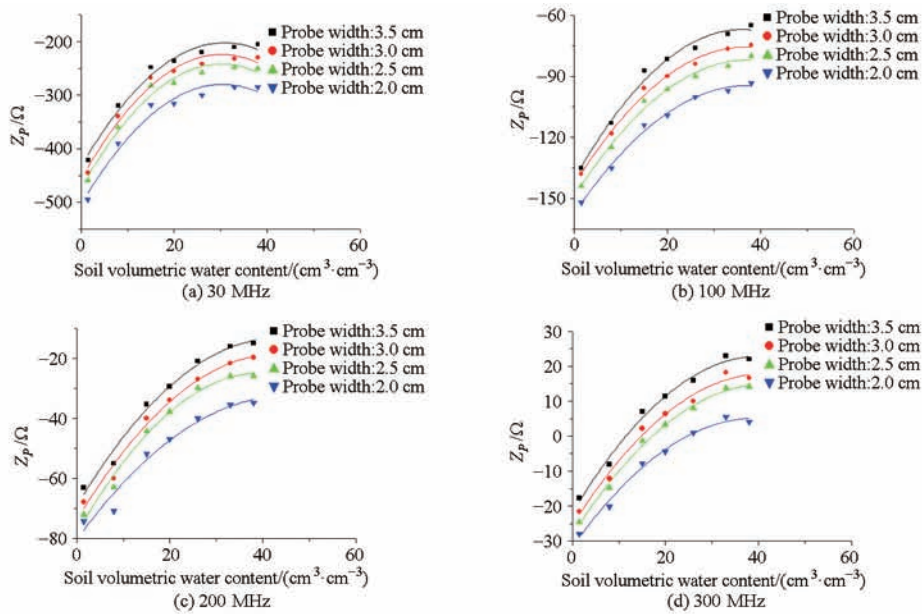 −200
−300
−400
−500
Z_P/Ω
0
20
40
60
■ Probe width:3.5 cm
● Probe width:3.0 cm
▲ Probe width:2.5 cm
▼ Probe width:2.0 cm
Soil volumetric water content/(cm³·cm⁻³)
(a) 30 MHz
−60
−90
−120
−150
Z_P/Ω
0
20
40
60
■ Probe width:3.5 cm
● Probe width:3.0 cm
▲ Probe width:2.5 cm
▼ Probe width:2.0 cm
Soil volumetric water content/(cm³·cm⁻³)
(b) 100 MHz
−20
−40
−60
−80
Z_P/Ω
0
20
40
60
■ Probe width:3.5 cm
● Probe width:3.0 cm
▲ Probe width:2.5 cm
▼ Probe width:2.0 cm
Soil volumetric water content/(cm³·cm⁻³)
(c) 200 MHz
30
20
10
0
−10
−20
−30
Z_P/Ω
0
20
40
60
■ Probe width:3.5 cm
● Probe width:3.0 cm
▲ Probe width:2.5 cm
▼ Probe width:2.0 cm
Soil volumetric water content/(cm³·cm⁻³)
(d) 300 MHz